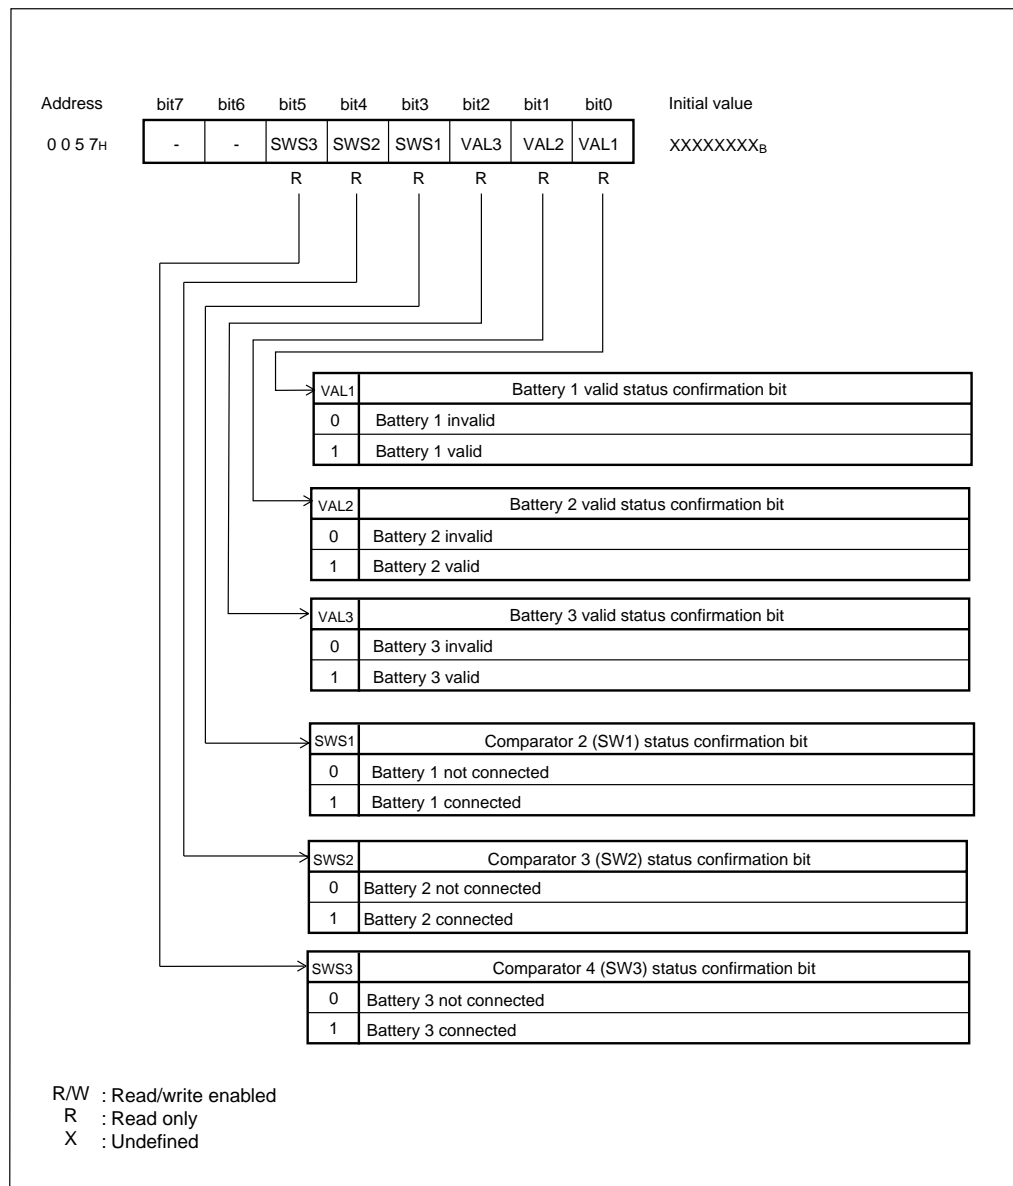 Address bit7 bit6 bit5 bit4 bit3 bit2 bit1 bit0 Initial value
0 0 5 7H - - SWS3 SWS2 SWS1 VAL3 VAL2 VAL1 XXXXXXXXB
R R R R R R
VAL1 Battery 1 valid status confirmation bit
0 Battery 1 invalid
1 Battery 1 valid
VAL2 Battery 2 valid status confirmation bit
0 Battery 2 invalid
1 Battery 2 valid
VAL3 Battery 3 valid status confirmation bit
0 Battery 3 invalid
1 Battery 3 valid
SWS1 Comparator 2 (SW1) status confirmation bit
0 Battery 1 not connected
1 Battery 1 connected
SWS2 Comparator 3 (SW2) status confirmation bit
0 Battery 2 not connected
1 Battery 2 connected
SWS3 Comparator 4 (SW3) status confirmation bit
0 Battery 3 not connected
1 Battery 3 connected
R/W : Read/write enabled
R : Read only
X : Undefined